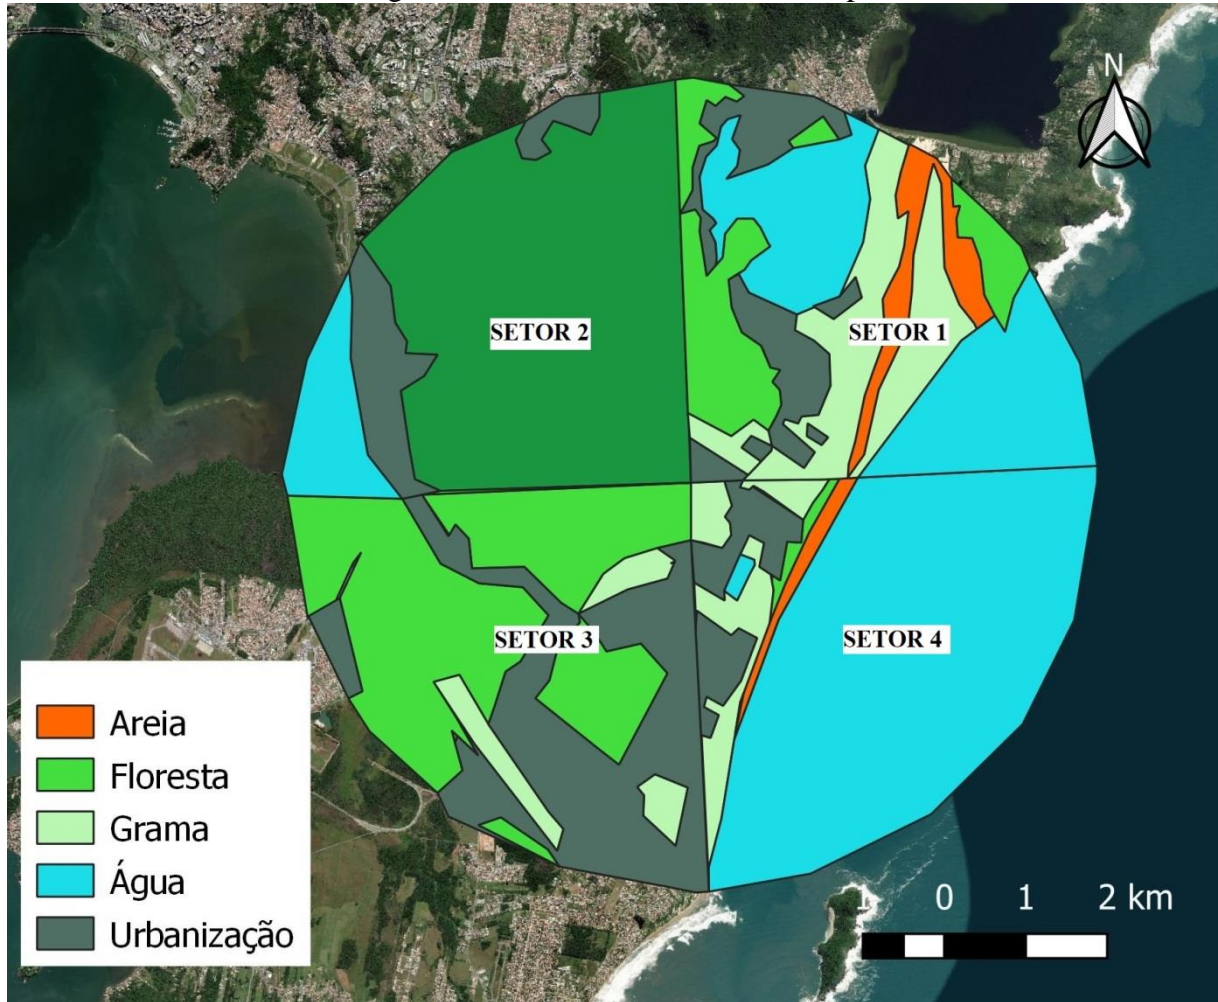 N
SETOR 2
SETOR 1
SETOR 3
SETOR 4
Areia
Floresta
Grama
Água
Urbanização
1 0 1 2 km